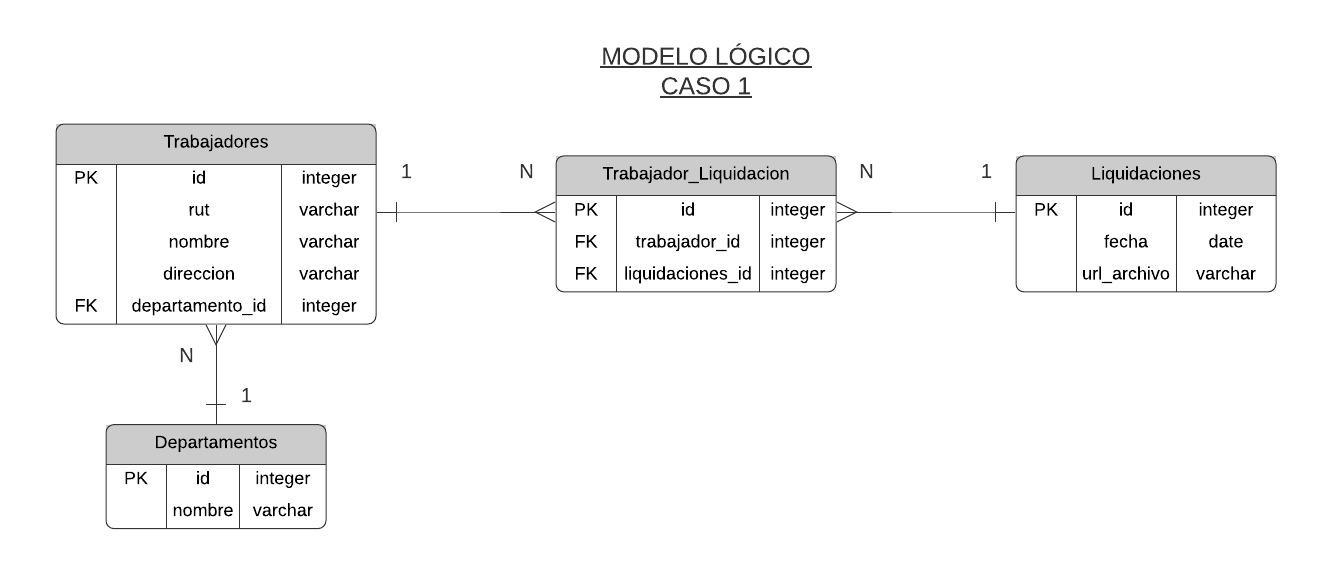 MODELO LÓGICO
CASO 1
Trabajadores
PK id integer
rut varchar
nombre varchar
direccion varchar
FK departamento_id integer
1 N
Trabajador_Liquidacion
PK id integer
FK trabajador_id integer
FK liquidaciones_id integer
N 1
Liquidaciones
PK id integer
fecha date
url_archivo varchar
N
1
Departamentos
PK id integer
nombre varchar